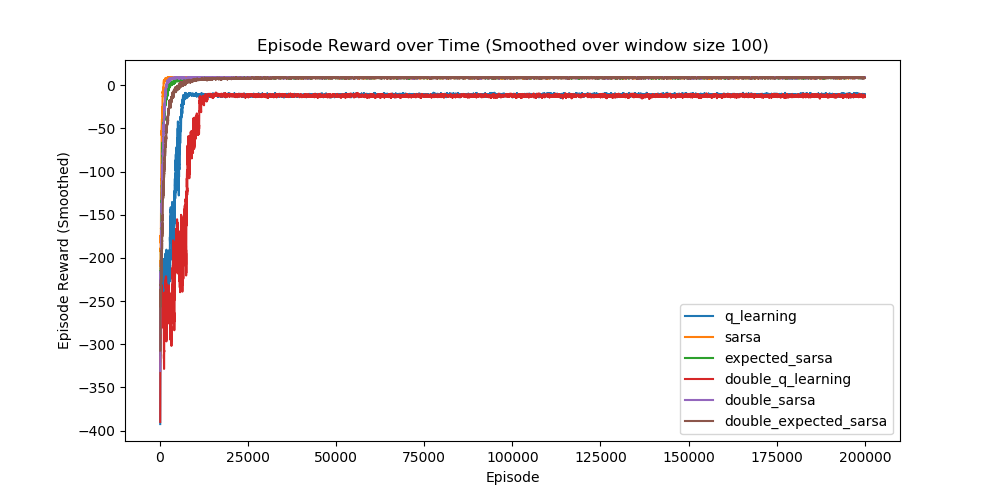 Episode Reward over Time (Smoothed over window size 100)
0
−50
−100
−150
−200
−250
−300
−350
−400
Episode Reward (Smoothed)
q_learning
sarsa
expected_sarsa
double_q_learning
double_sarsa
double_expected_sarsa
0 25000 50000 75000 100000 125000 150000 175000 200000
Episode